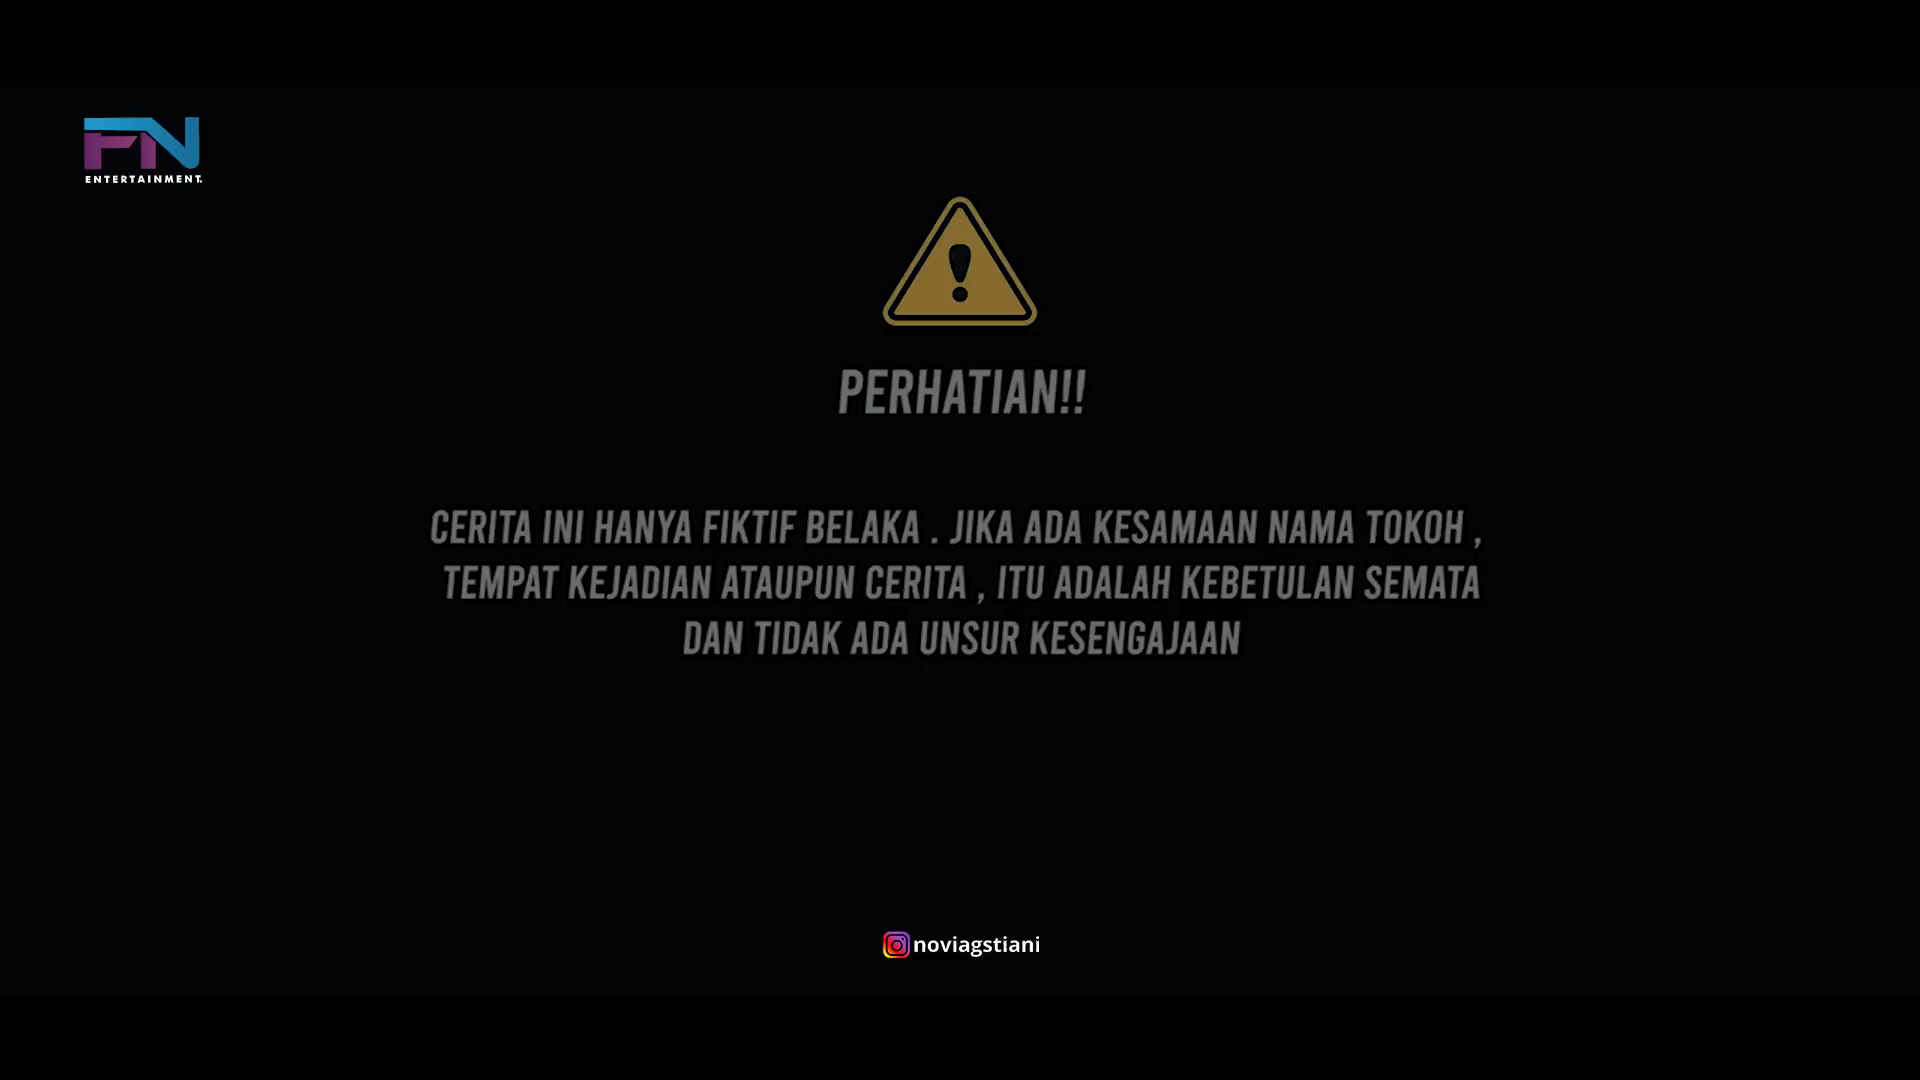 FN
ENTERTAINMENT.
PERHATIAN!!
CERITA INI HANYA FIKTIF BELAKA . JIKA ADA KESAMAAN NAMA TOKOH ,
TEMPAT KEJADIAN ATAUPUN CERITA , ITU ADALAH KEBETULAN SEMATA
DAN TIDAK ADA UNSUR KESENGAJAAN
noviagstiani